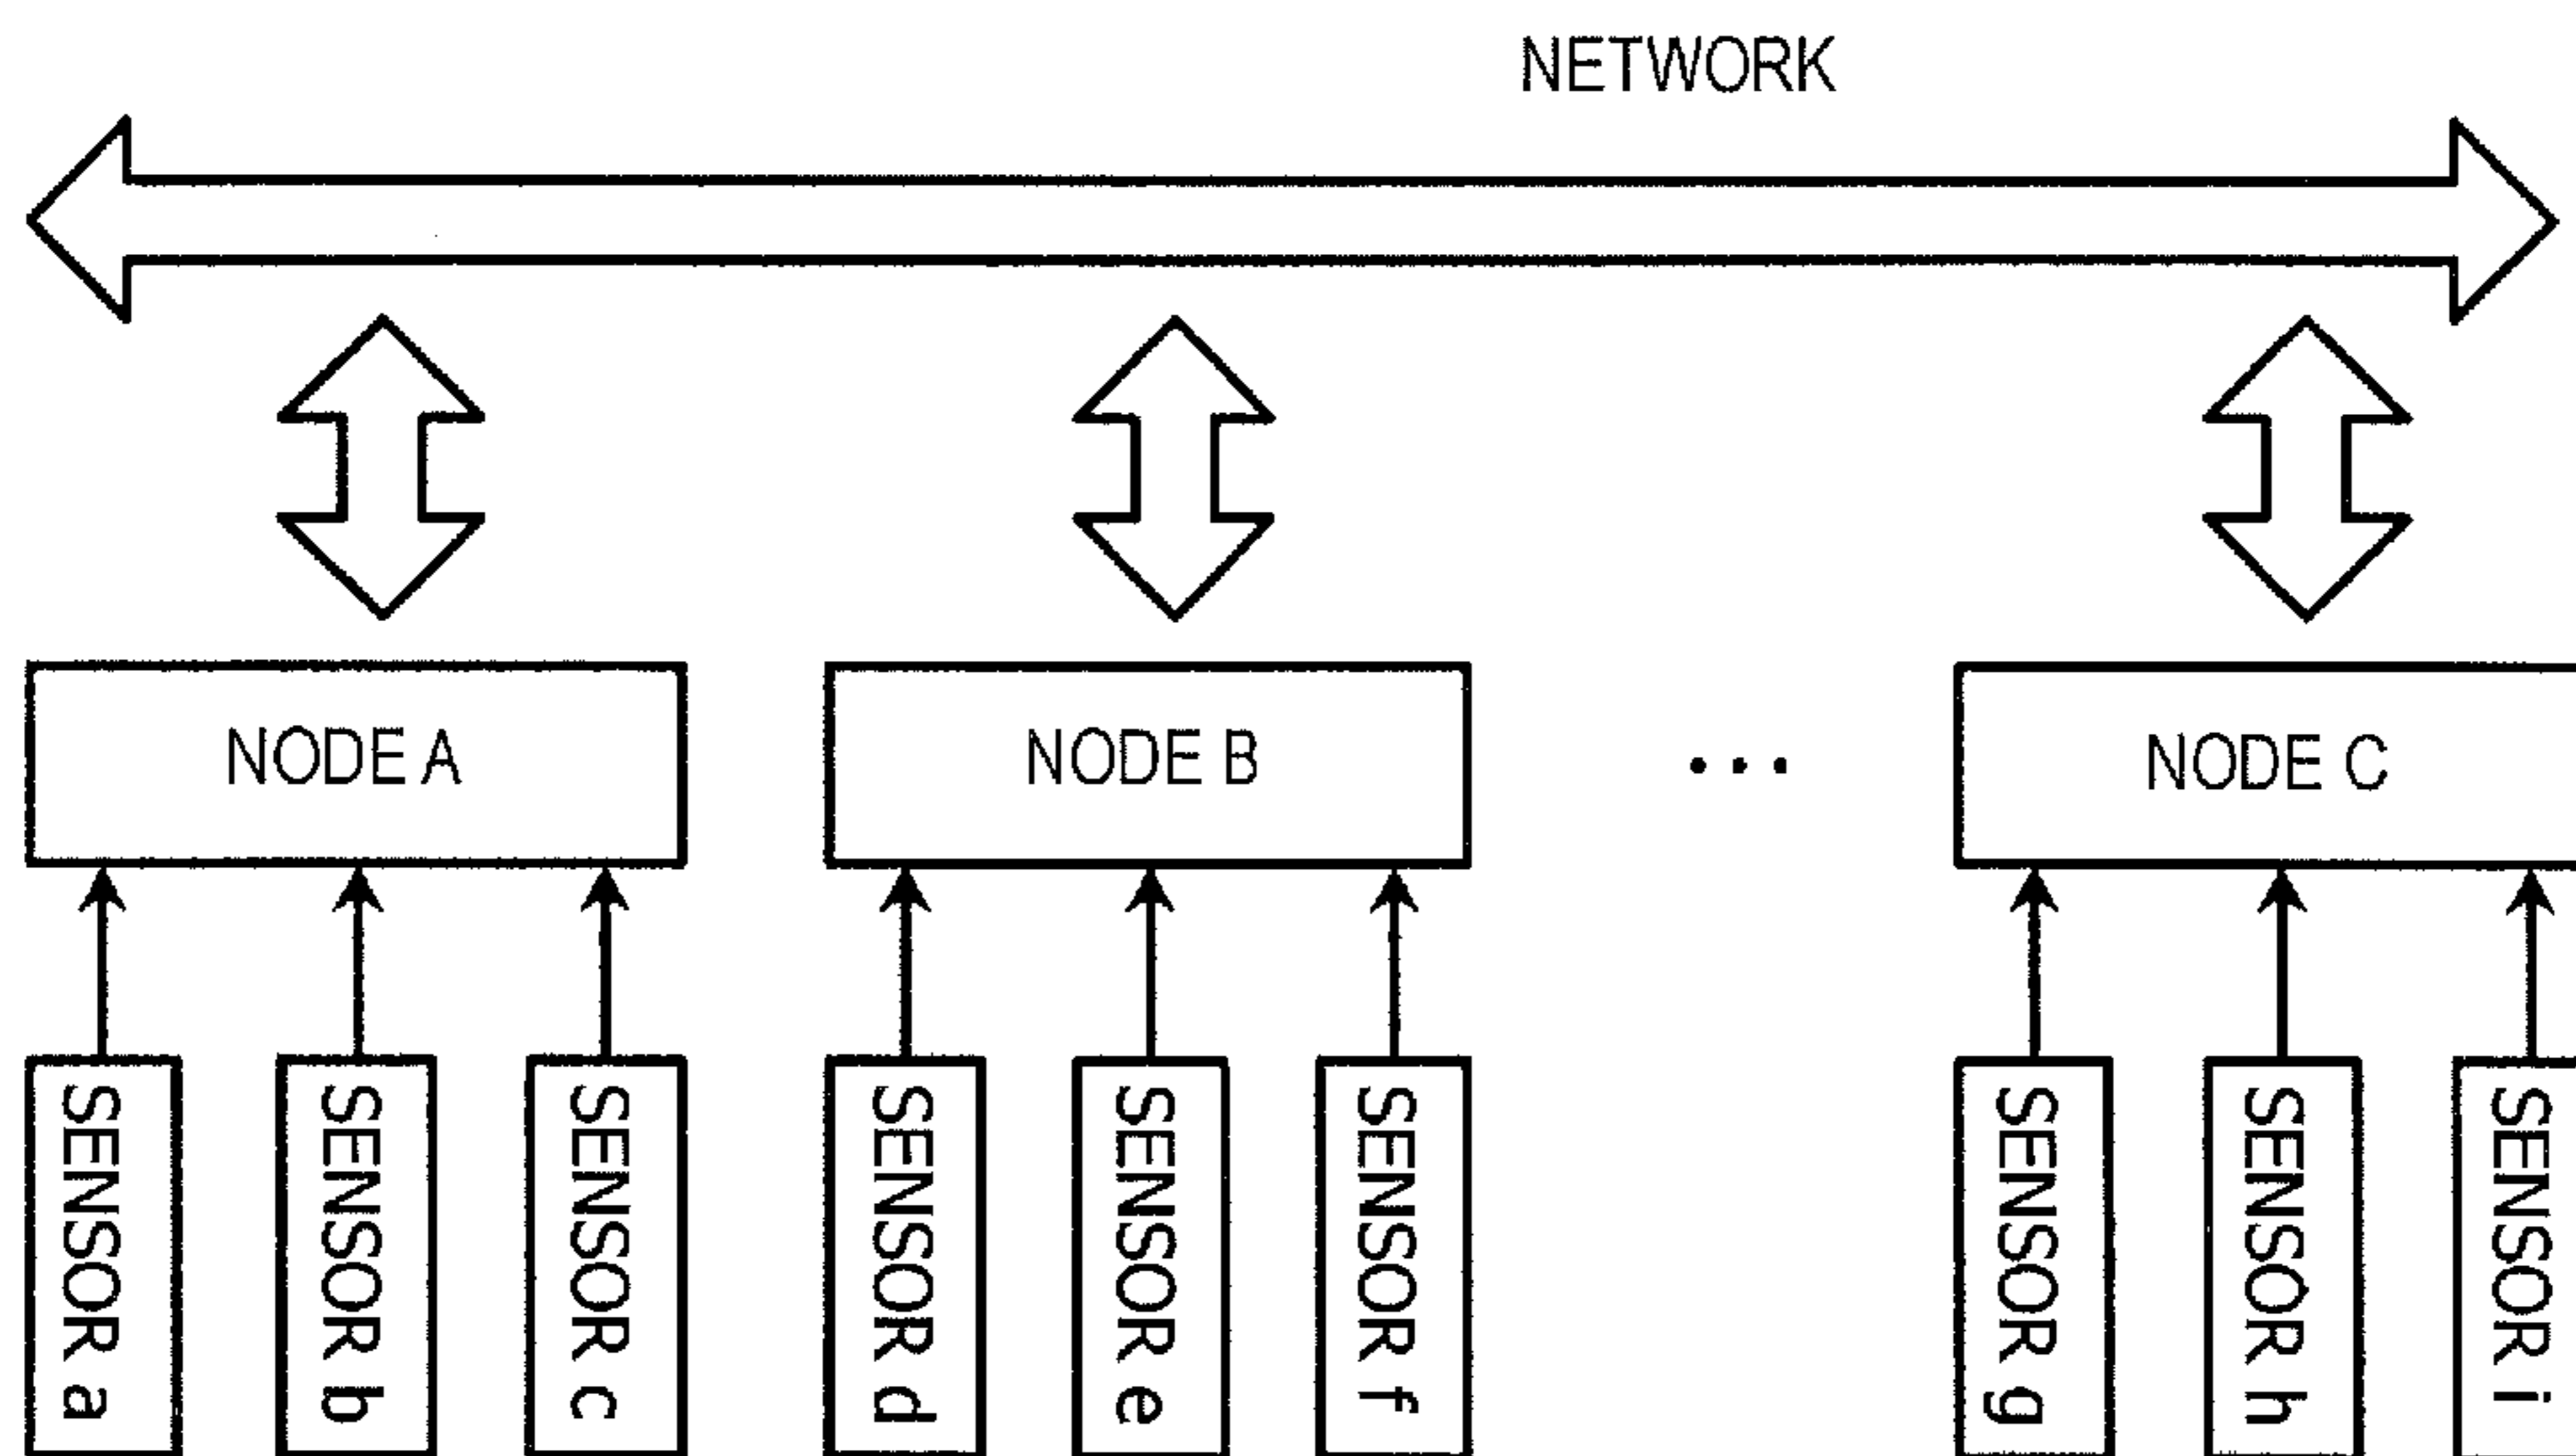 NETWORK
NODE A
NODE B
...
NODE C
SENSOR a
SENSOR b
SENSOR c
SENSOR d
SENSOR e
SENSOR f
SENSOR g
SENSOR h
SENSOR i